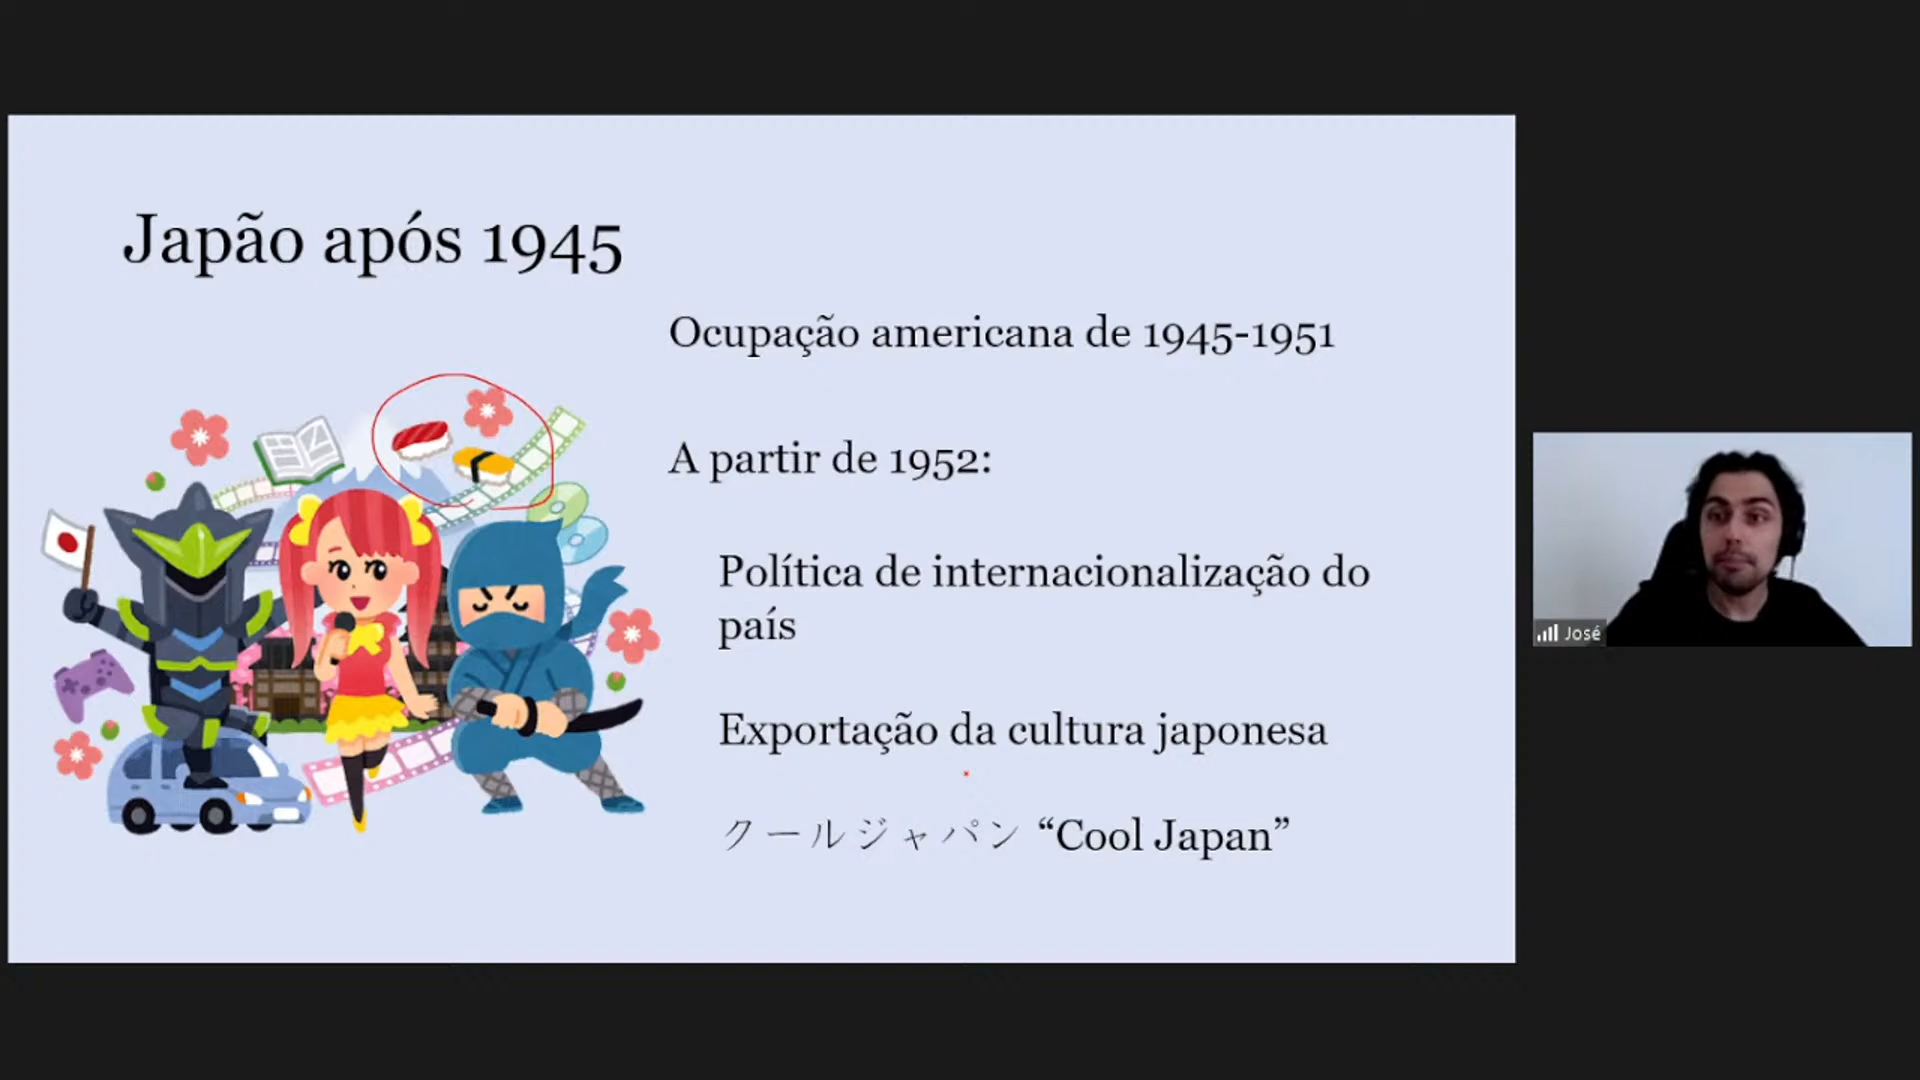 Japão após 1945
Ocupação americana de 1945-1951
A partir de 1952:
Política de internacionalização do
país
Exportação da cultura japonesa
クールジャパン “Cool Japan”
José